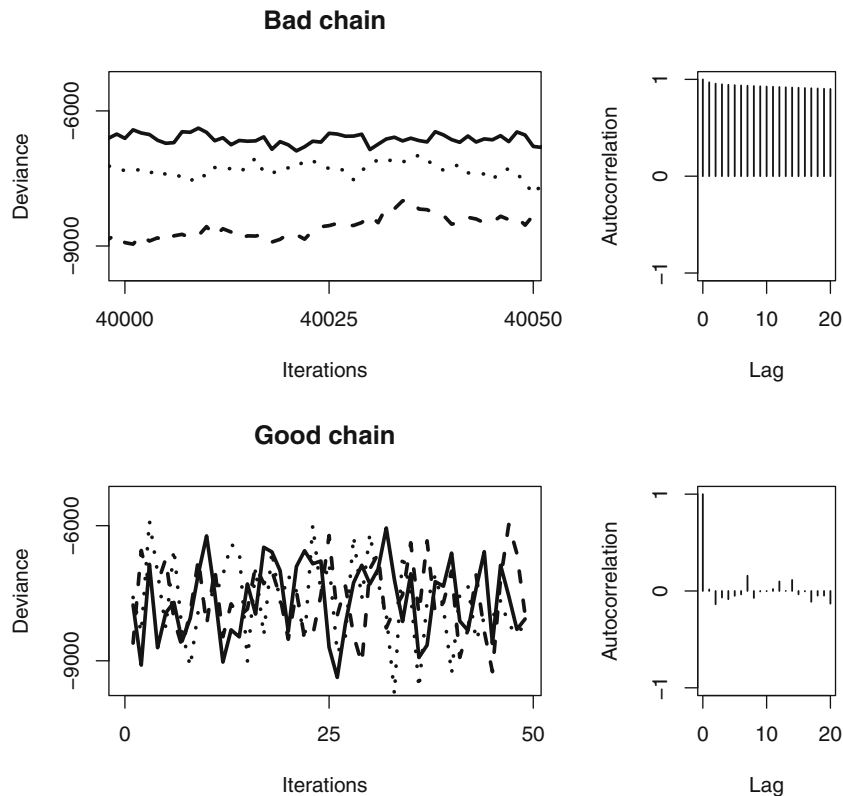 Bad chain
Deviance
-6000
-9000
40000 40025 40050
Iterations
Autocorrelation
1
0
-1
0 10 20
Lag
Good chain
Deviance
-6000
-9000
0 25 50
Iterations
Autocorrelation
1
0
-1
0 10 20
Lag